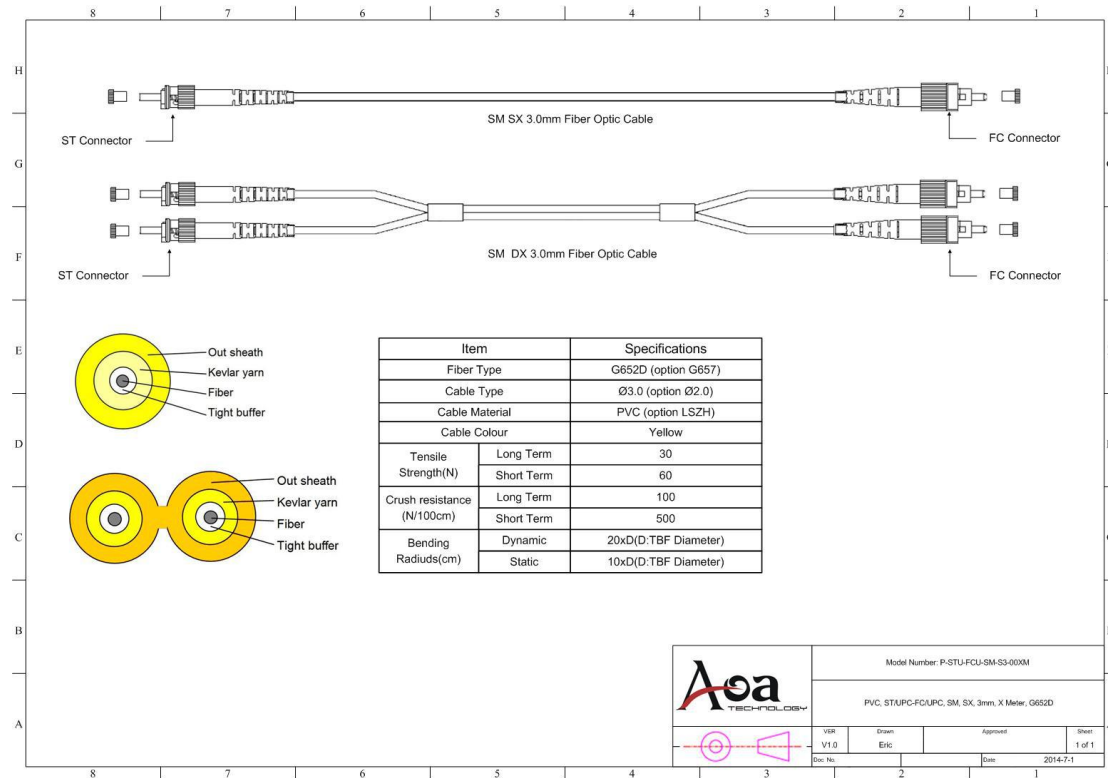 8 7 6 5 4 3 2 1
H
G
F
E
D
C
B
A
SM SX 3.0mm Fiber Optic Cable
ST Connector
FC Connector
SM DX 3.0mm Fiber Optic Cable
ST Connector
FC Connector
Out sheath
Kevlar yarn
Fiber
Tight buffer
Out sheath
Kevlar yarn
Fiber
Tight buffer
Item Specifications
Fiber Type G652D (option G657)
Cable Type Ø3.0 (option Ø2.0)
Cable Material PVC (option LSZH)
Cable Colour Yellow
Tensile Strength(N) Long Term 30
Short Term 60
Crush resistance (N/100cm) Long Term 100
Short Term 500
Bending Radiuds(cm) Dynamic 20xD(D:TBF Diameter)
Static 10xD(D:TBF Diameter)
Aoa
TECHNOLOGY
Model Number: P-STU-FCU-SM-S3-00XM
PVC, ST/UPC-FC/UPC, SM, SX, 3mm, X Meter, G652D
VER Drawn Approved Sheet
V1.0 Eric 1 of 1
Doc No. Date 2014-7-1
8 7 6 5 4 3 2 1